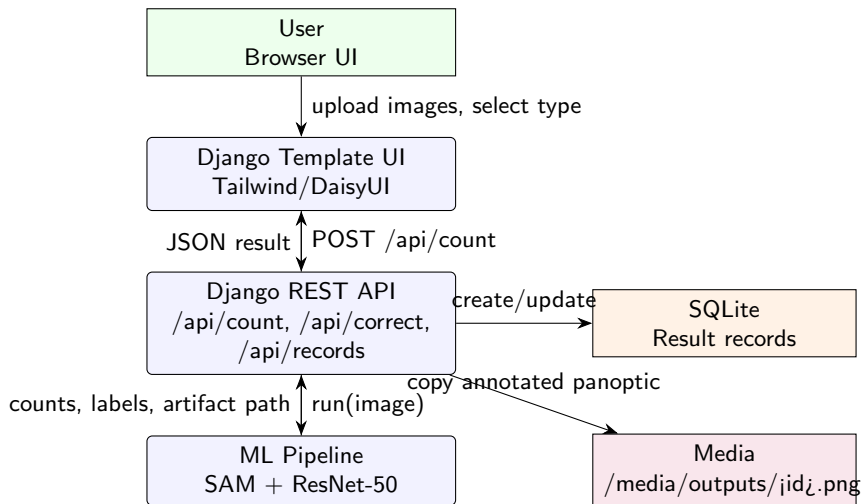 User
Browser UI
upload images, select type
Django Template UI
Tailwind/DaisyUI
JSON result
POST /api/count
Django REST API
/api/count, /api/correct,
/api/records
create/update
SQLite
Result records
copy annotated panoptic
counts, labels, artifact path
run(image)
ML Pipeline
SAM + ResNet-50
Media
/media/outputs/¡id¿.png